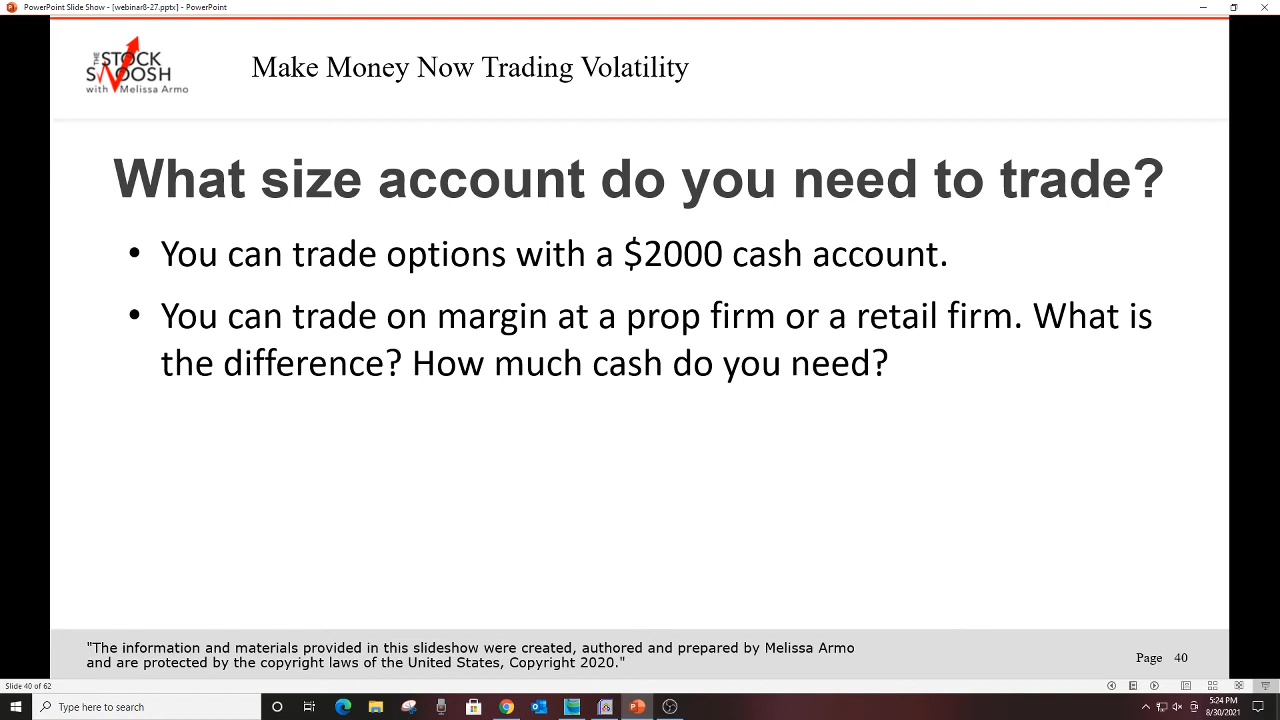 PowerPoint Slide Show - [webinar8-27.pptx] - PowerPoint
THE
STOCK
SWOOSH
with Melissa Armo
Make Money Now Trading Volatility
What size account do you need to trade?
• You can trade options with a $2000 cash account.
• You can trade on margin at a prop firm or a retail firm. What is
the difference? How much cash do you need?
"The information and materials provided in this slideshow were created, authored and prepared by Melissa Armo
and are protected by the copyright laws of the United States, Copyright 2020."
Page 40
Slide 40 of 62
Type here to search
5:24 PM
8/30/2021